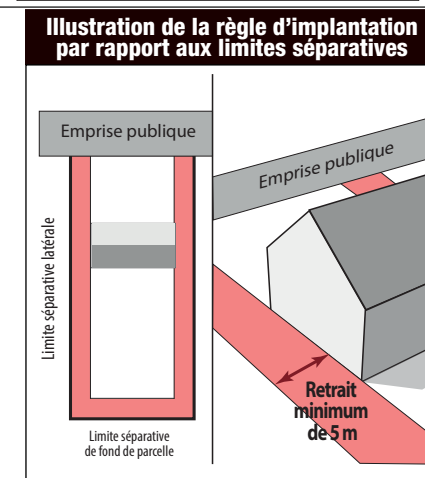 Illustration de la règle d'implantation
par rapport aux limites séparatives
Emprise publique
Limite séparative latérale
Limite séparative
de fond de parcelle
Emprise publique
Retrait
minimum
de 5 m